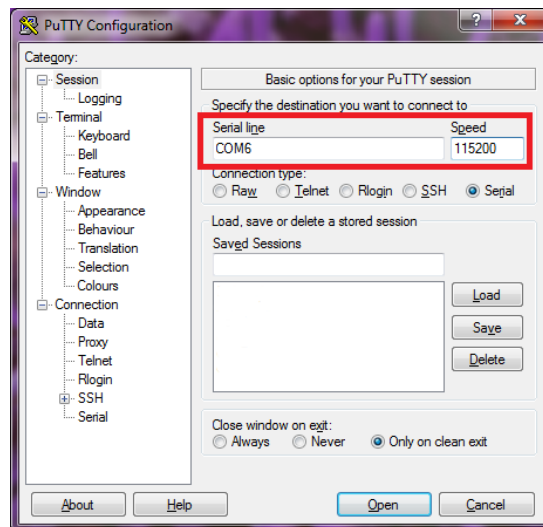 PuTTY Configuration
? X
Category:
Session
Logging
Terminal
Keyboard
Bell
Features
Window
Appearance
Behaviour
Translation
Selection
Colours
Connection
Data
Proxy
Telnet
Rlogin
SSH
Serial
Basic options for your PuTTY session
Specify the destination you want to connect to
Serial line Speed
COM6 115200
Connection type:
Raw Telnet Rlogin SSH Serial
Load, save or delete a stored session
Saved Sessions
Load
Save
Delete
Close window on exit:
Always Never Only on clean exit
About Help Open Cancel